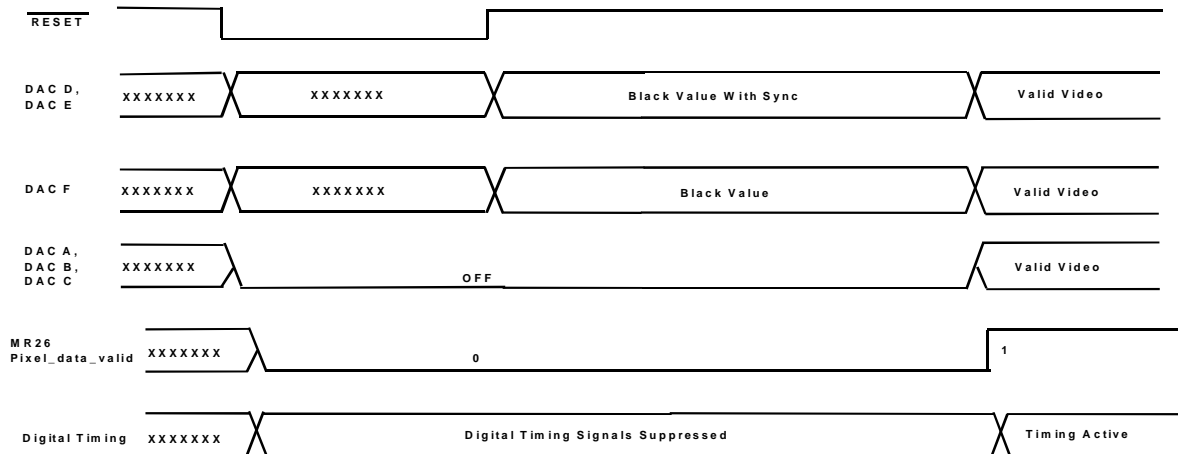 RESET
DAC D,
DAC E
XXXXXXX XXXXXXX Black Value With Sync Valid Video
DAC F XXXXXXX XXXXXXX Black Value Valid Video
DAC A,
DAC B,
DAC C
XXXXXXX OFF Valid Video
MR26
Pixel_data_valid XXXXXXX 0 1
Digital Timing XXXXXXX Digital Timing Signals Suppressed Timing Active